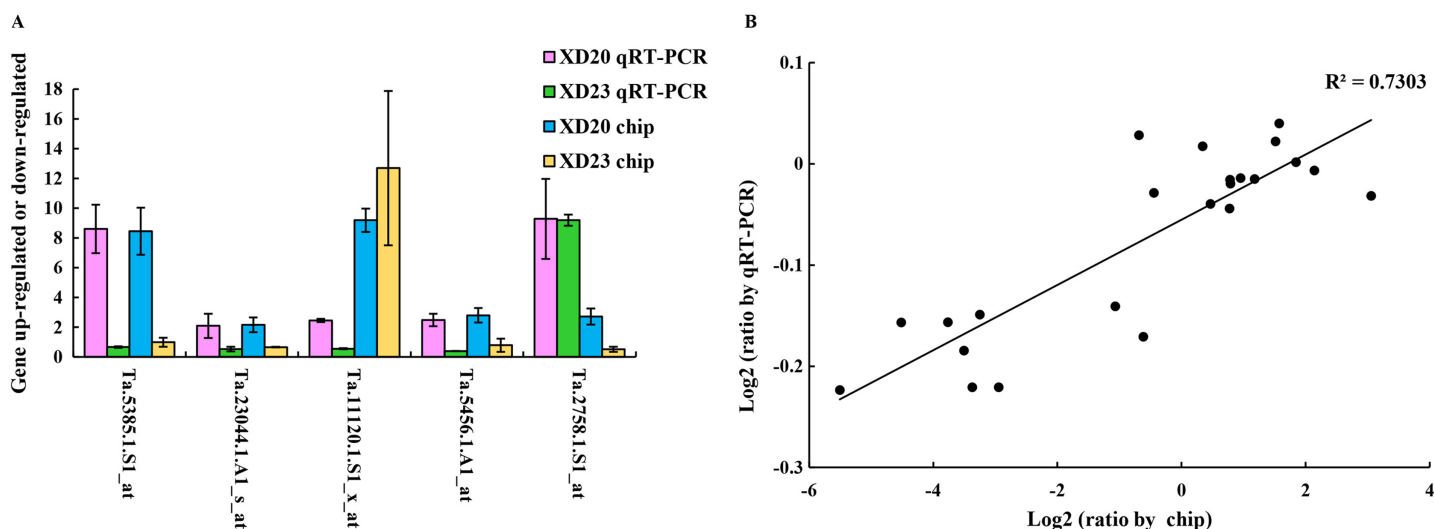 A
Gene up-regulated or down-regulated
18
16
14
12
10
8
6
4
2
0
XD20 qRT-PCR
XD23 qRT-PCR
XD20 chip
XD23 chip
Ta.5385.1.S1_at
Ta.23044.1.A1_s_at
Ta.11120.1.S1_x_at
Ta.5456.1.A1_at
Ta.2758.1.S1_at
B
Log2 (ratio by qRT-PCR)
0.1
0
-0.1
-0.2
-0.3
R² = 0.7303
-6
-4
-2
0
2
4
Log2 (ratio by chip)